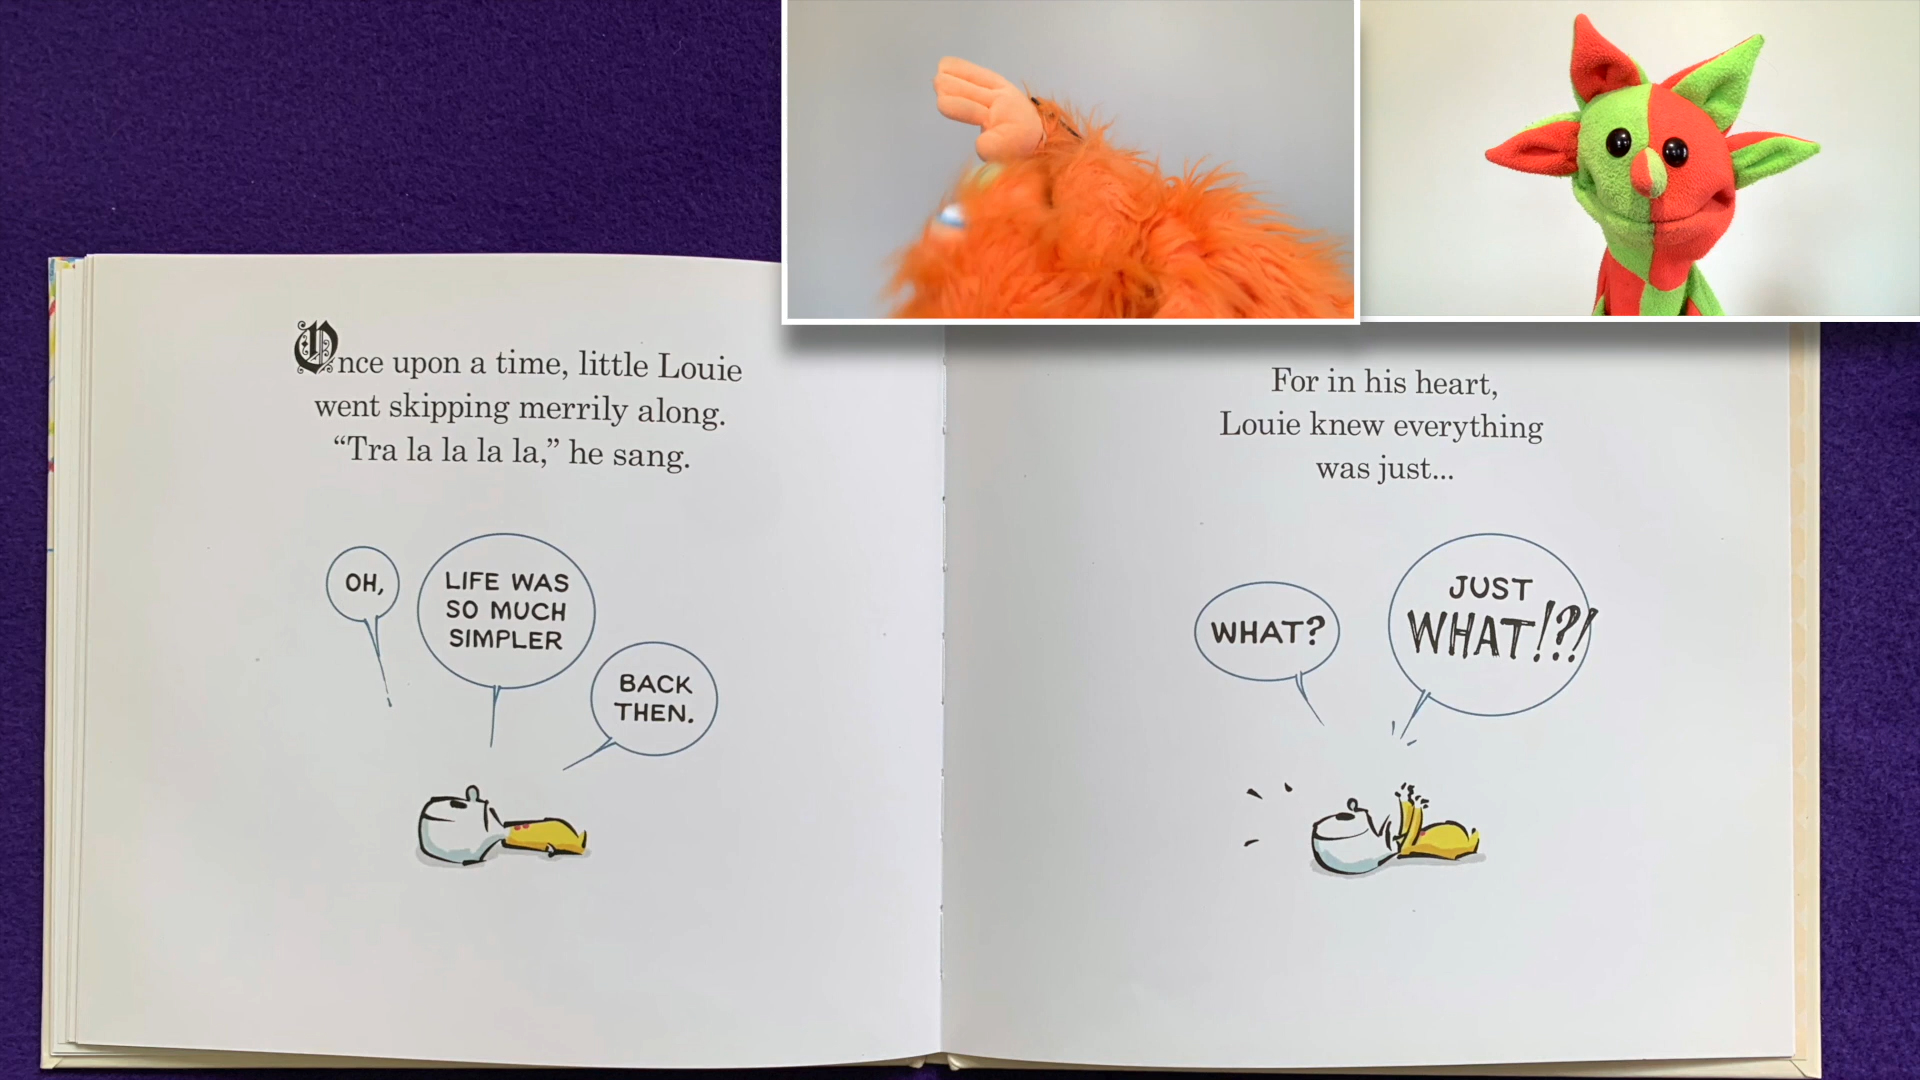 Once upon a time, little Louie
went skipping merrily along.
“Tra la la la la,” he sang.
OH,
LIFE WAS
SO MUCH
SIMPLER
BACK
THEN.
For in his heart,
Louie knew everything
was just...
WHAT?
JUST
WHAT!?!